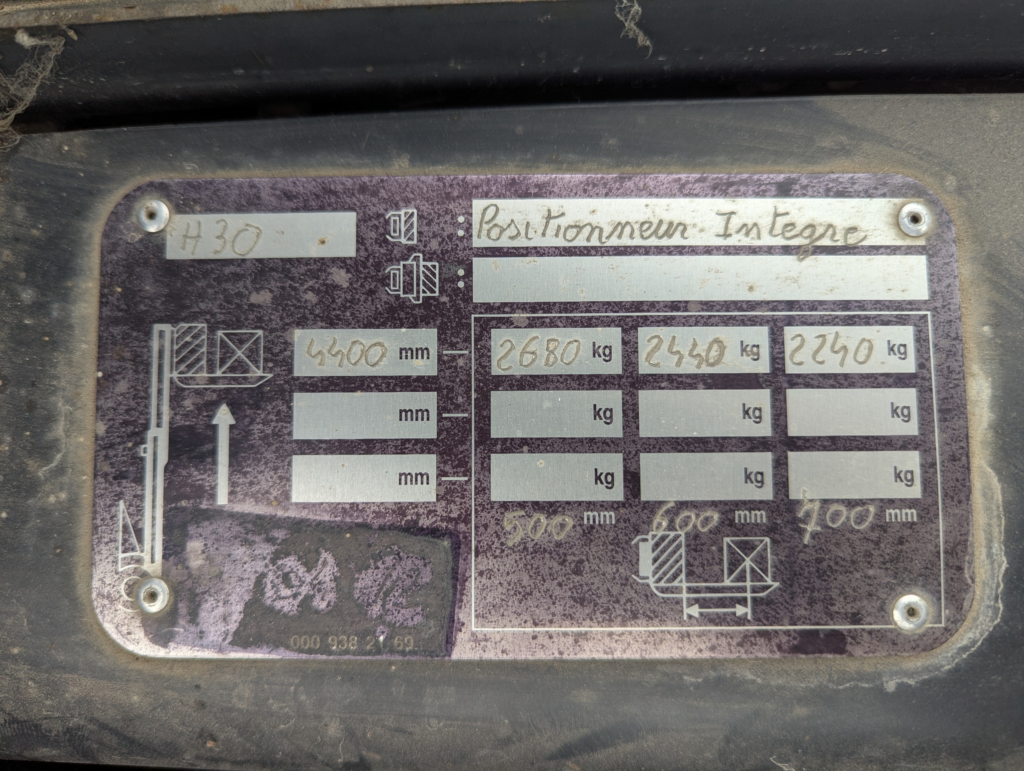 H30 : Positionneur Integre
:
4400 mm 2680 kg 2440 kg 2240 kg
mm kg kg kg
mm kg kg kg
500 mm 600 mm 700 mm
000 938 21 69